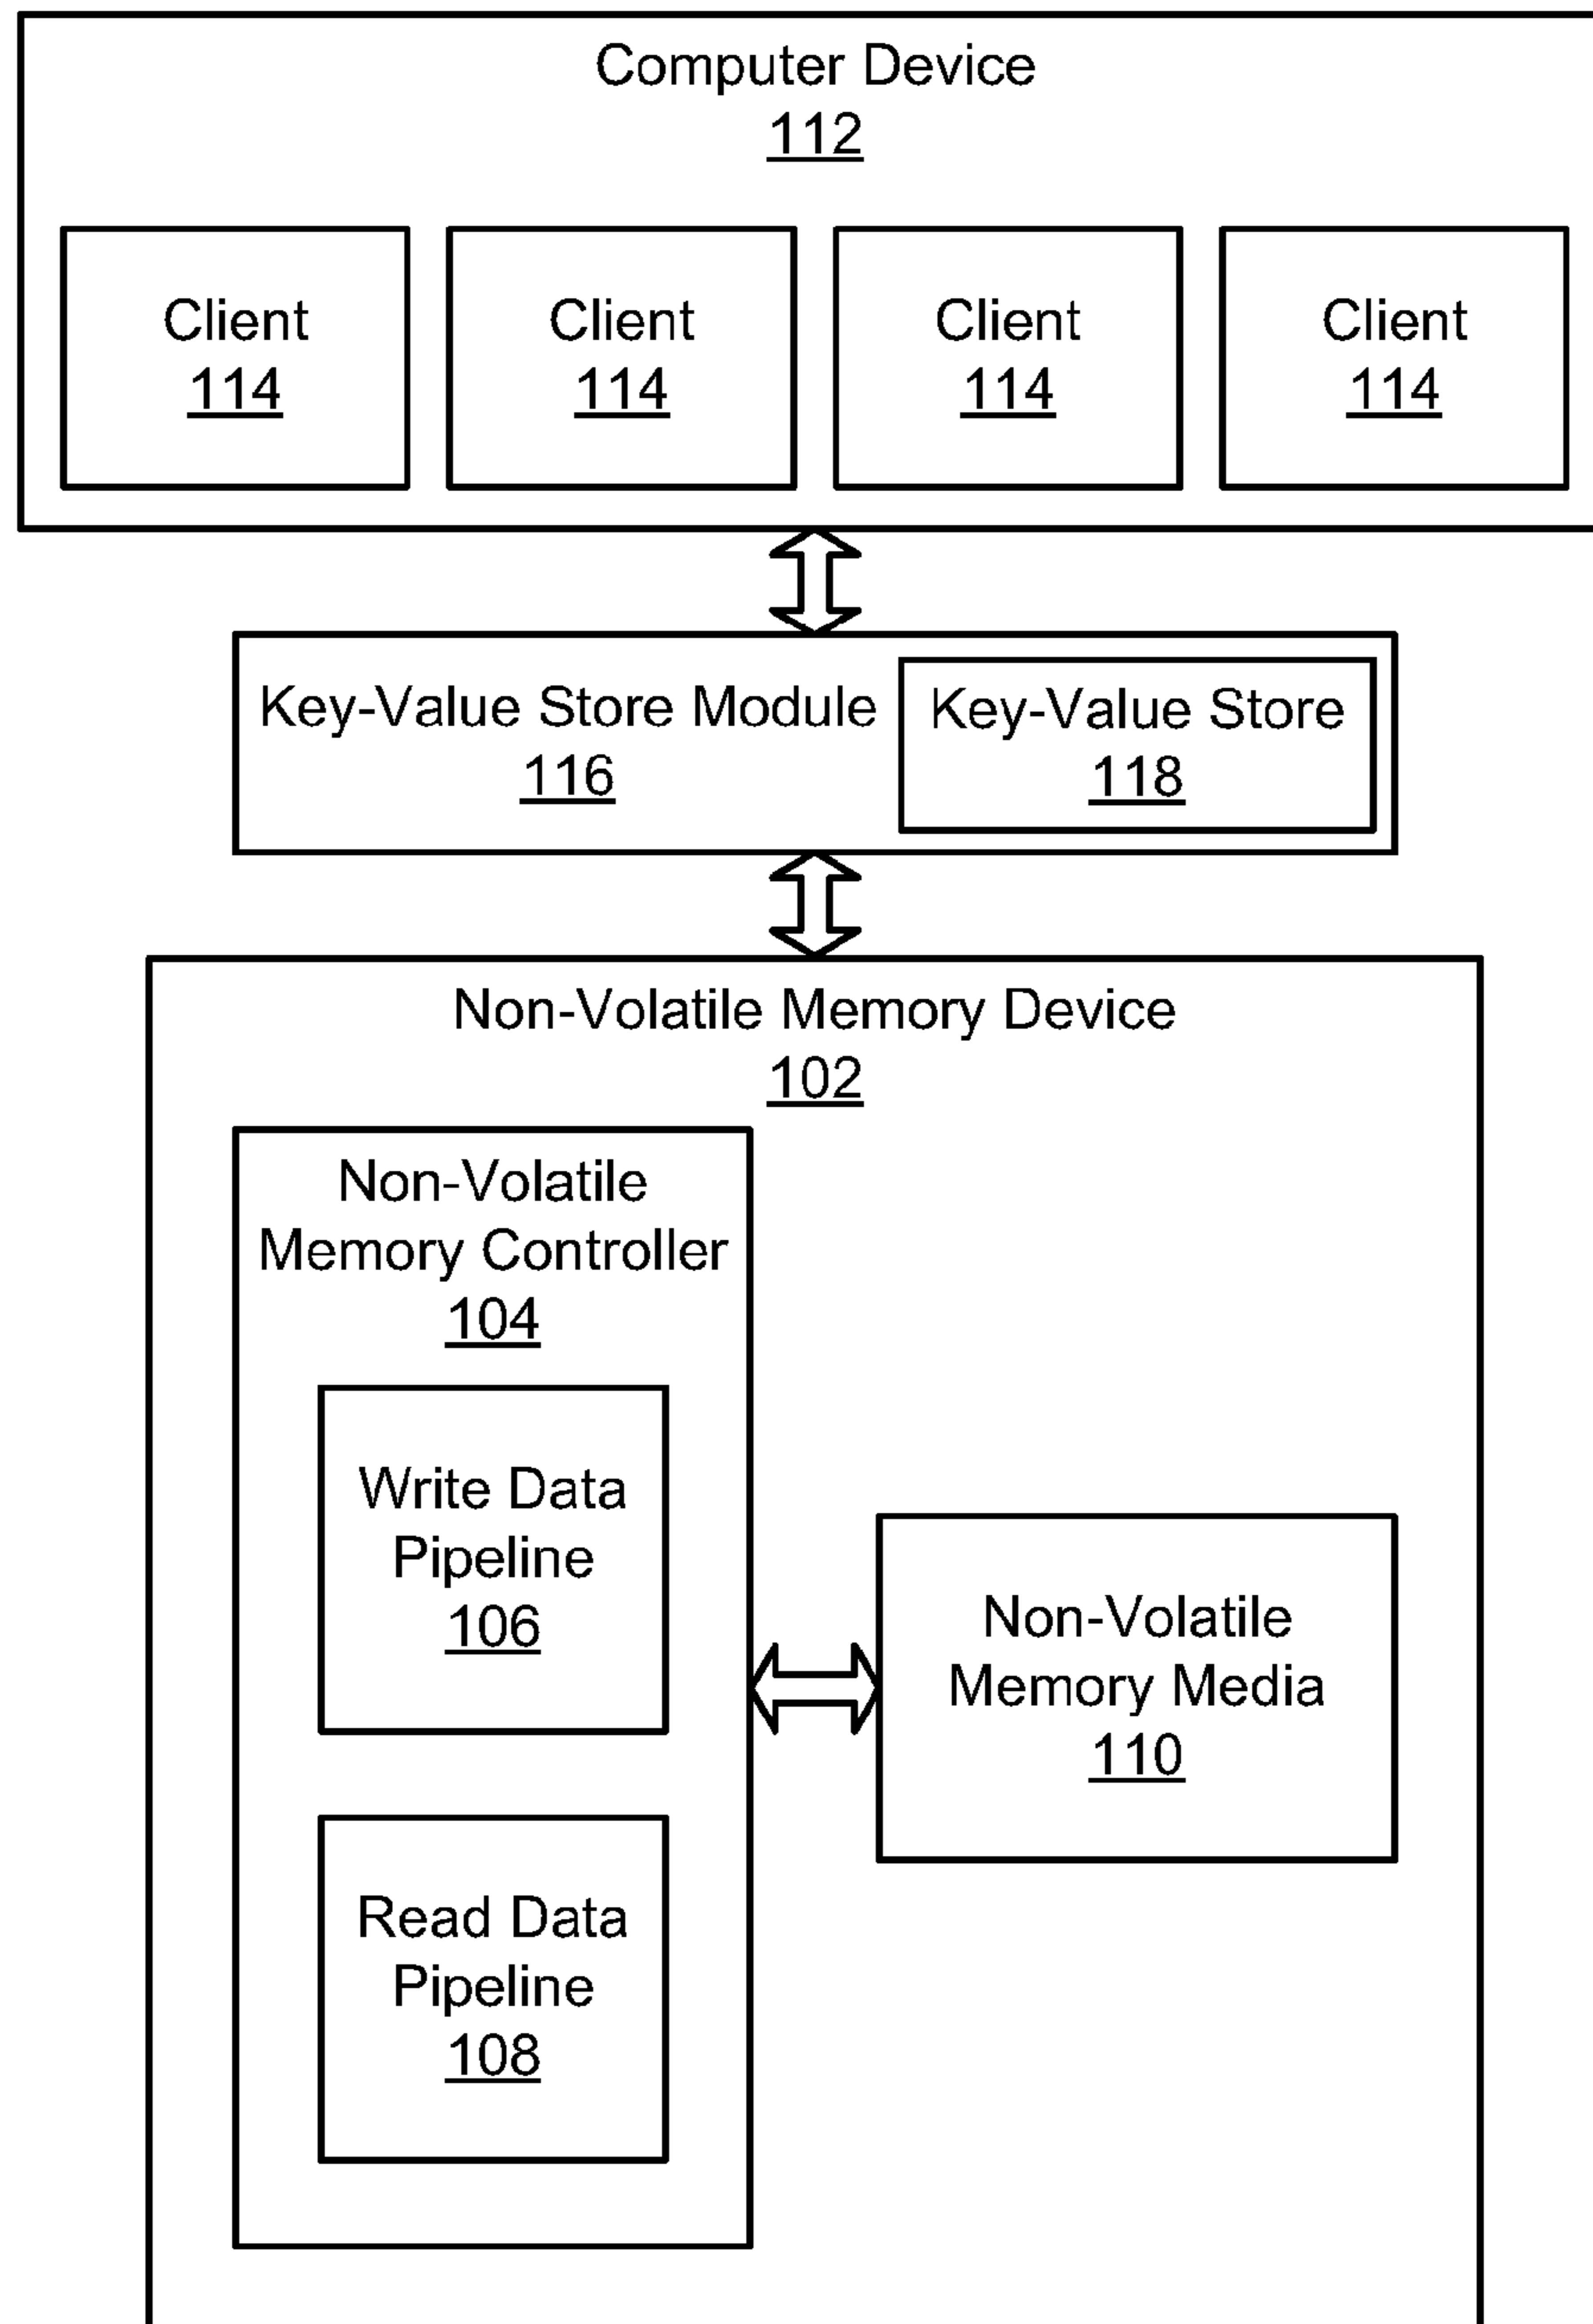 Computer Device
112
Client
114
Client
114
Client
114
Client
114
Key-Value Store Module
116
Key-Value Store
118
Non-Volatile Memory Device
102
Non-Volatile
Memory Controller
104
Write Data
Pipeline
106
Read Data
Pipeline
108
Non-Volatile
Memory Media
110